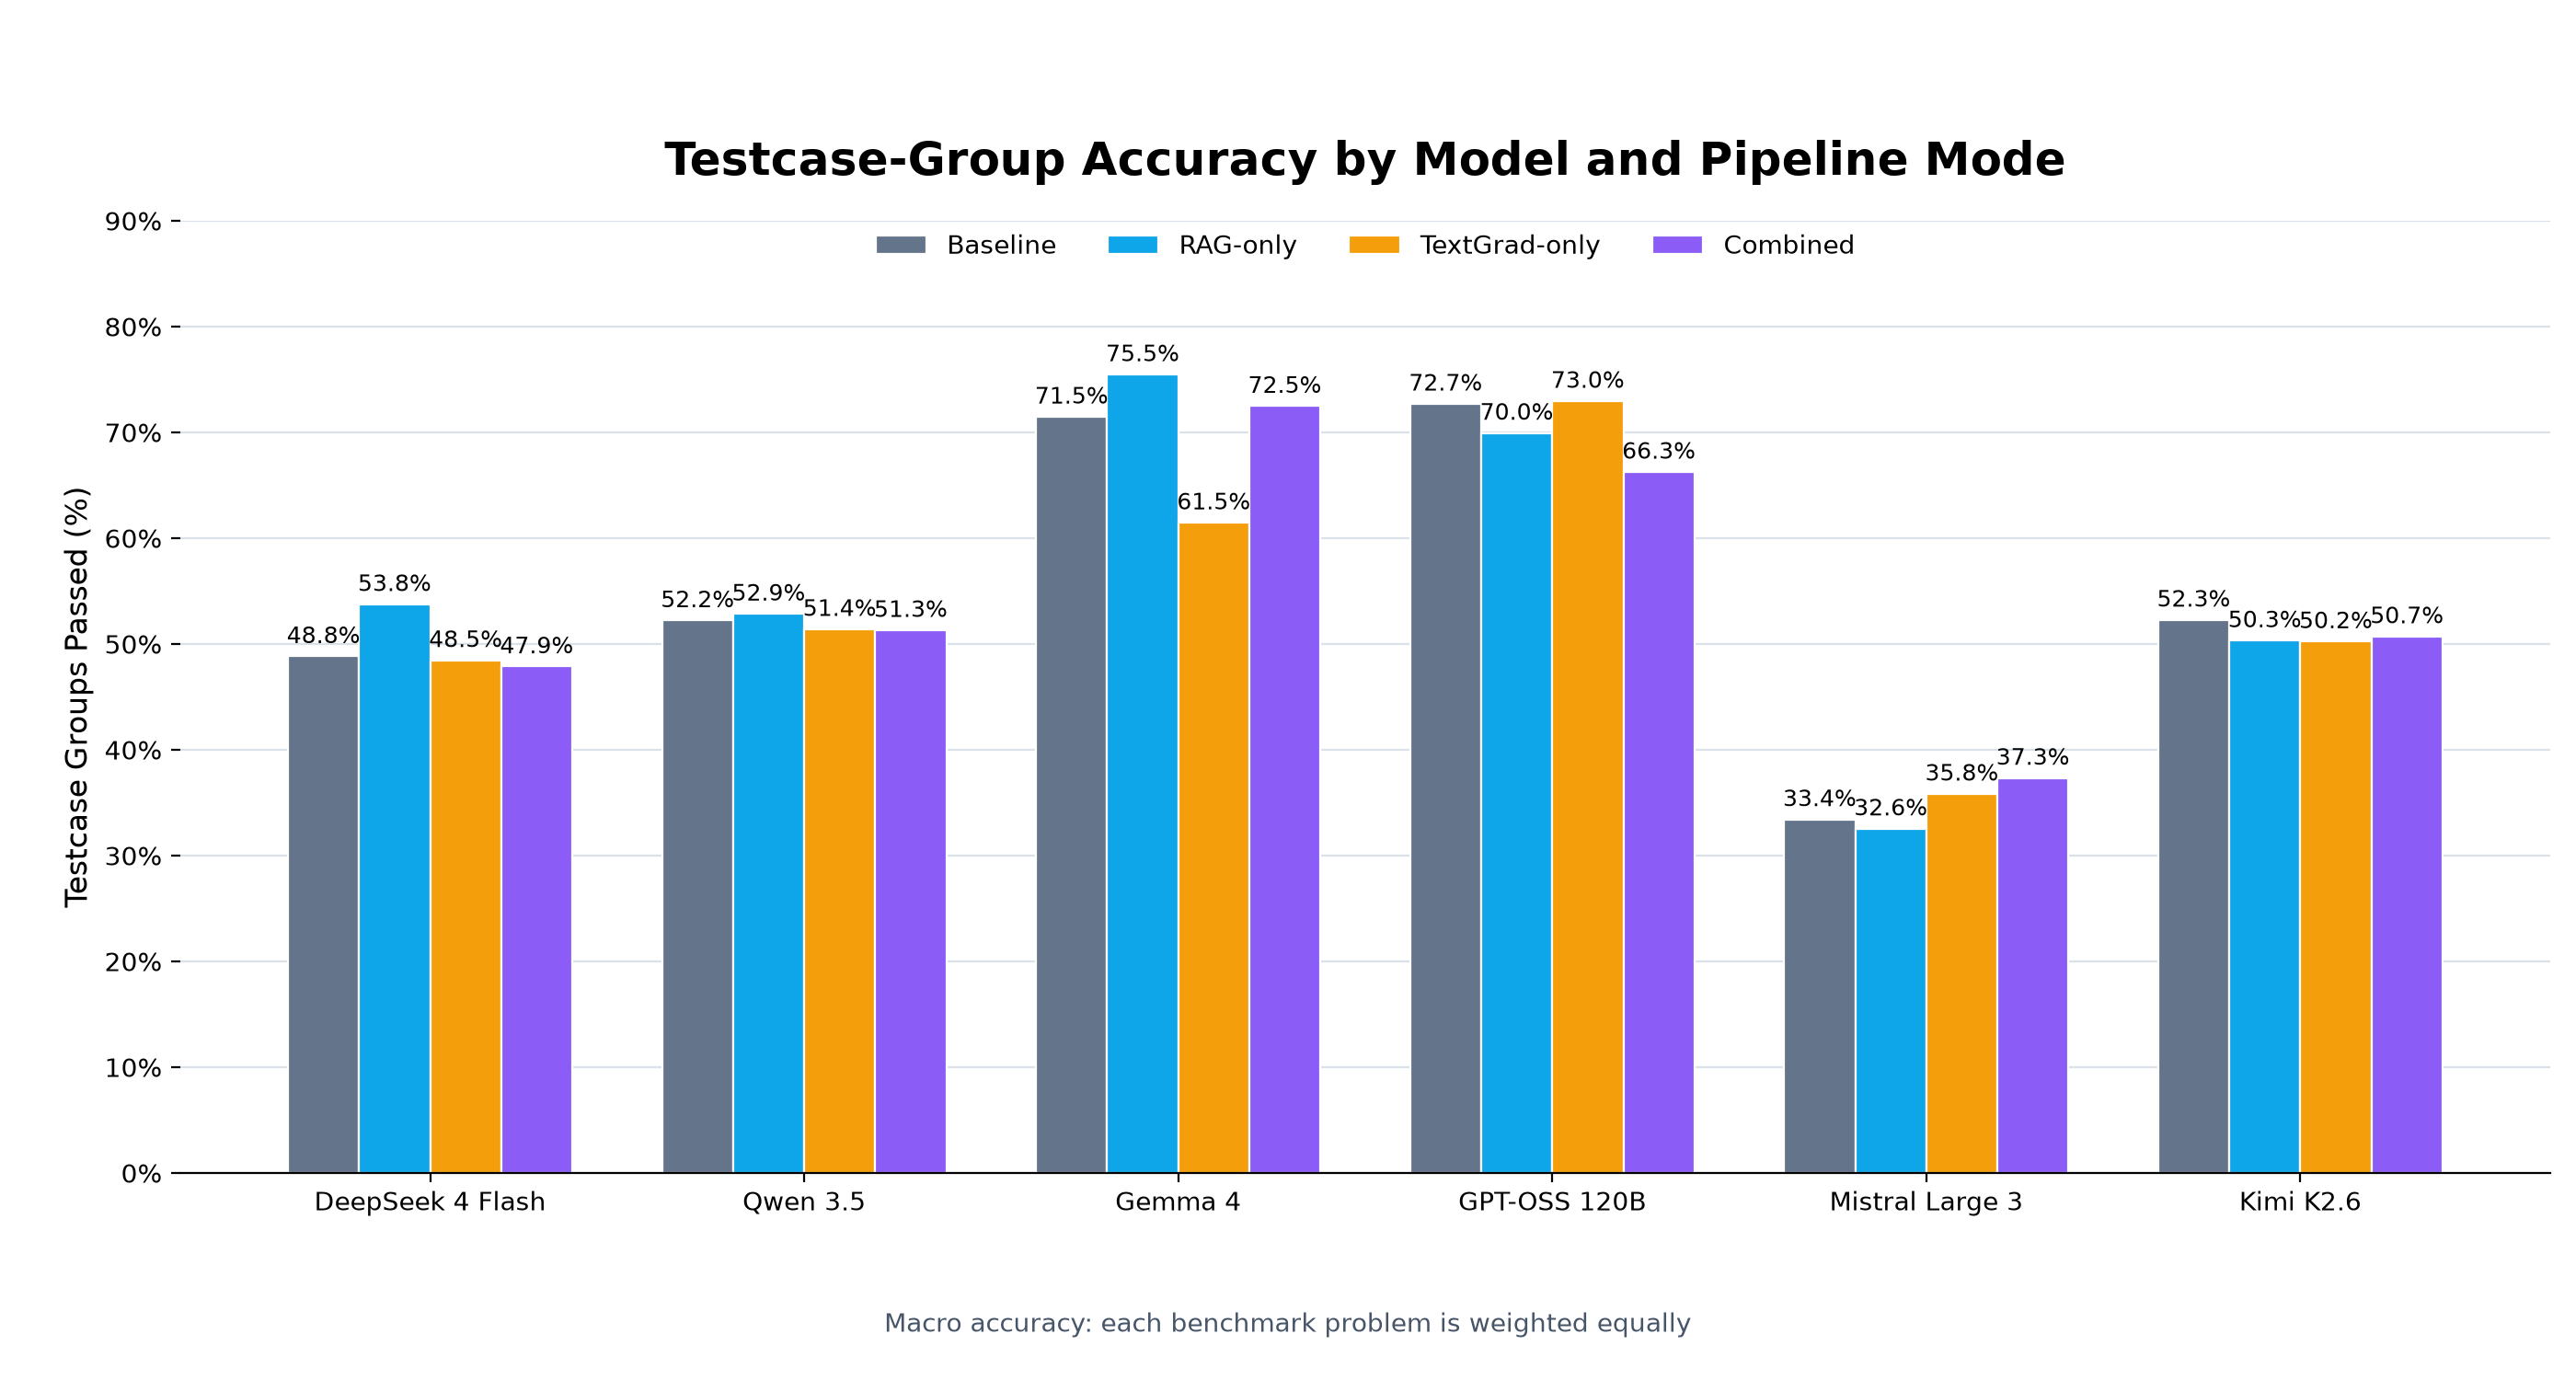 Testcase-Group Accuracy by Model and Pipeline Mode
Baseline RAG-only TextGrad-only Combined
Testcase Groups Passed (%)
90%
80%
70%
60%
50%
40%
30%
20%
10%
0%
48.8% 53.8% 48.5% 47.9%
52.2% 52.9% 51.4% 51.3%
71.5% 75.5% 61.5% 72.5%
72.7% 70.0% 73.0% 66.3%
33.4% 32.6% 35.8% 37.3%
52.3% 50.3% 50.2% 50.7%
DeepSeek 4 Flash Qwen 3.5 Gemma 4 GPT-OSS 120B Mistral Large 3 Kimi K2.6
Macro accuracy: each benchmark problem is weighted equally